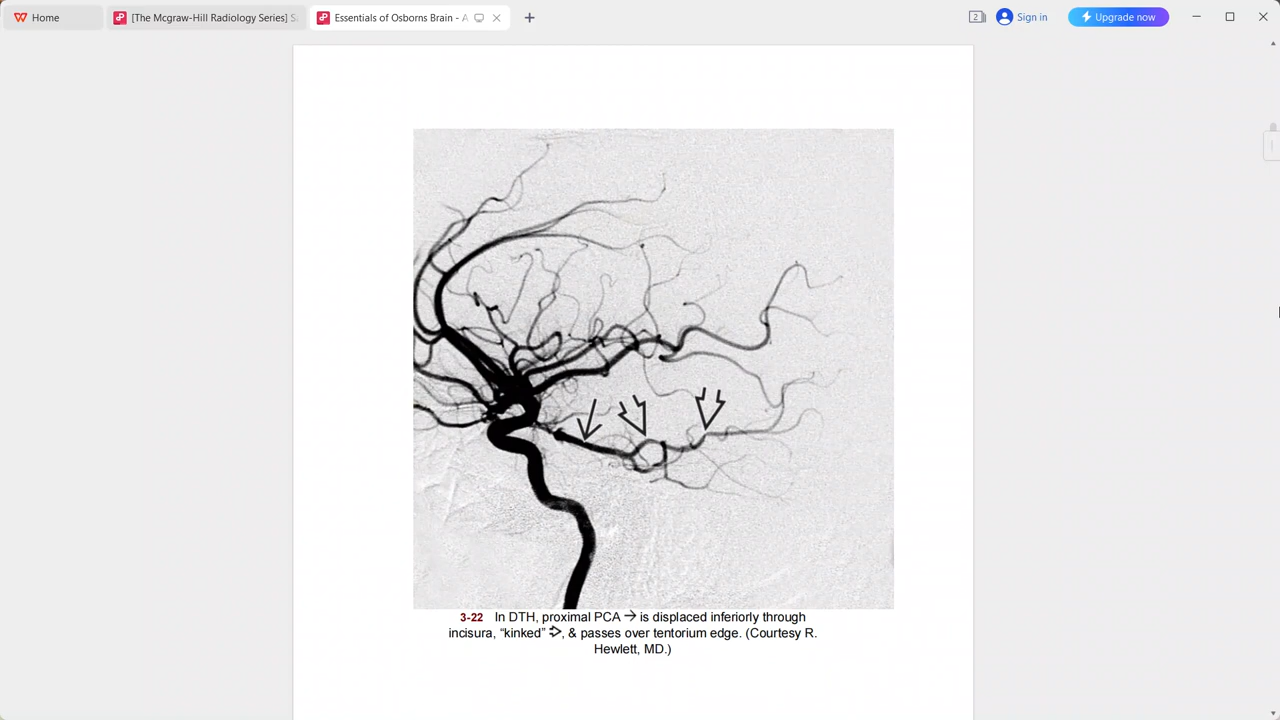 Home
[The Mcgraw-Hill Radiology Series] S
Essentials of Osborns Brain - A
2
Sign in
Upgrade now
3-22 In DTH, proximal PCA → is displaced inferiorly through
incisura, “kinked” ⮚, & passes over tentorium edge. (Courtesy R.
Hewlett, MD.)